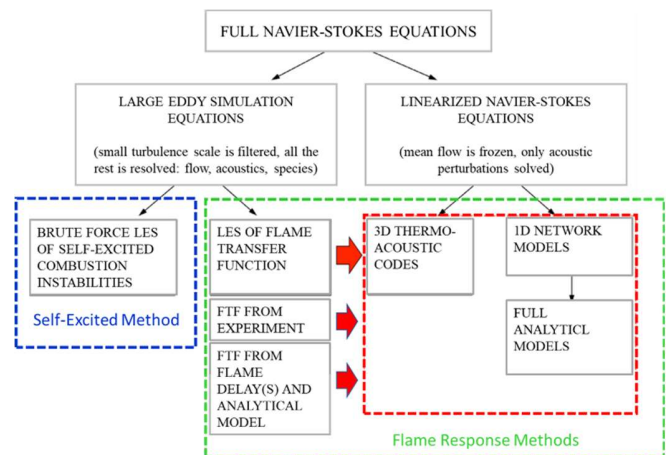 FULL NAVIER-STOKES EQUATIONS
LARGE EDDY SIMULATION
EQUATIONS
(small turbulence scale is filtered, all the
rest is resolved: flow, acoustics, species)
LINEARIZED NAVIER-STOKES
EQUATIONS
(mean flow is frozen, only acoustic
perturbations solved)
BRUTE FORCE LES
OF SELF-EXCITED
COMBUSTION
INSTABILITIES
Self-Excited Method
LES OF FLAME
TRANSFER
FUNCTION
3D THERMO-
ACOUSTIC
CODES
1D NETWORK
MODELS
FTF FROM
EXPERIMENT
FULL
ANALYTICL
MODELS
FTF FROM
FLAME
DELAY(S) AND
ANALYTICAL
MODEL
Flame Response Methods